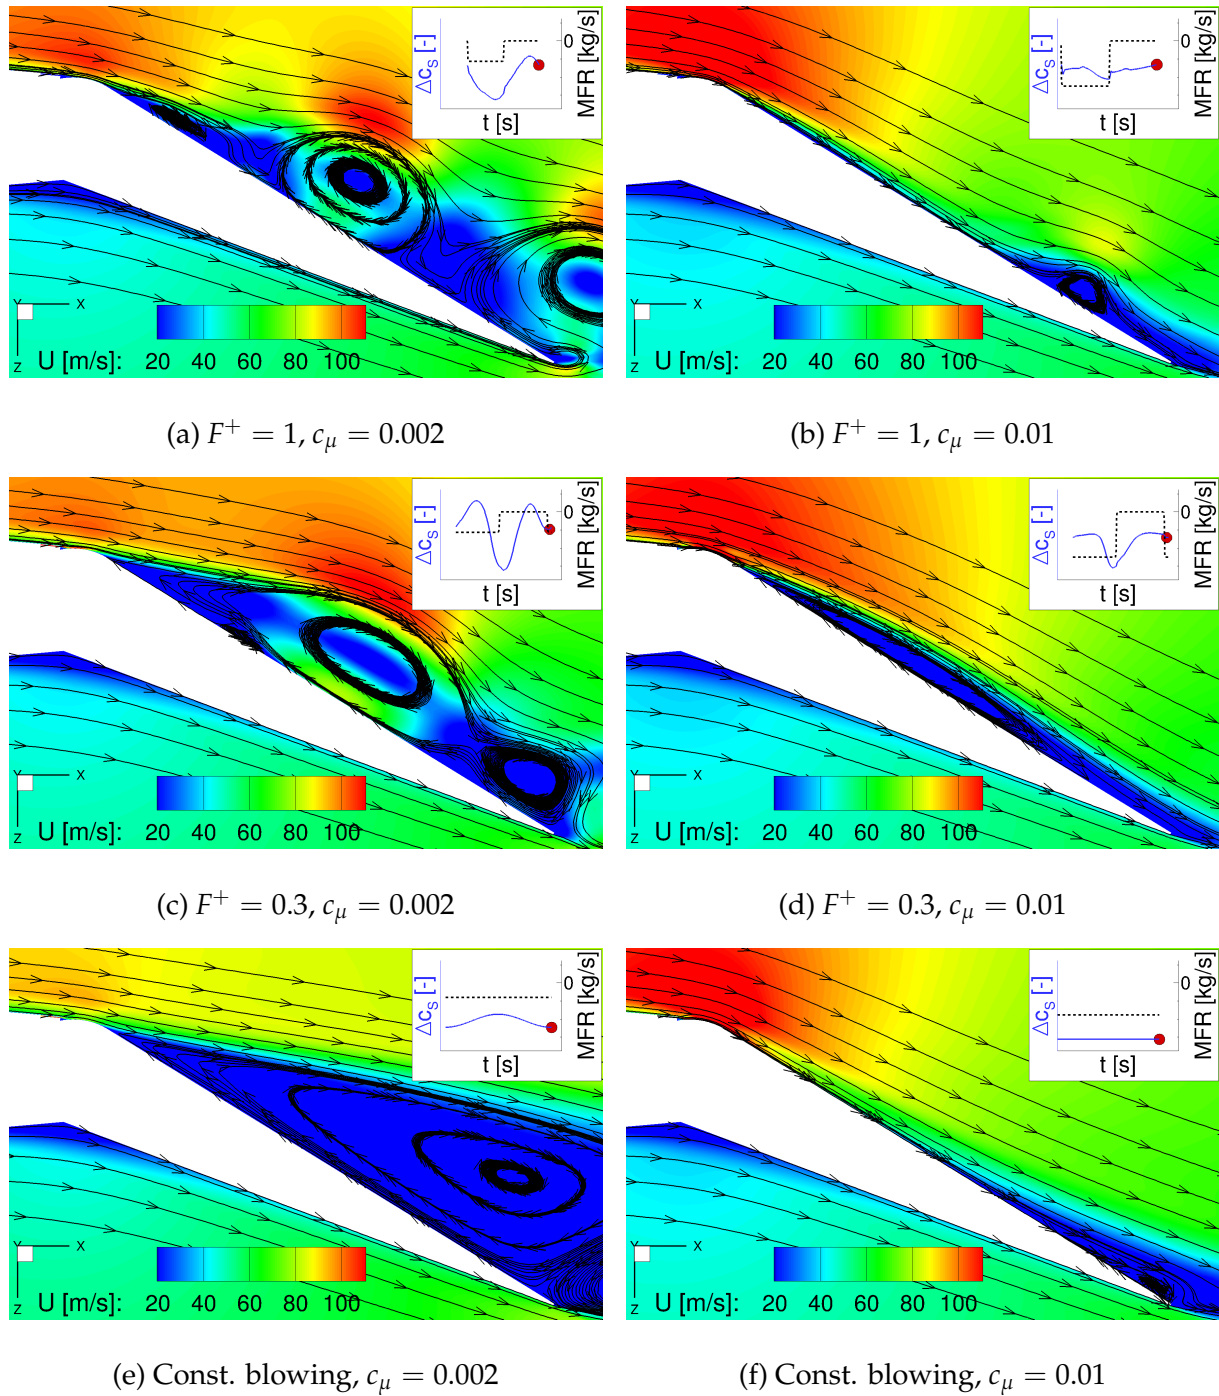 Δc_S [-]
0
MFR [kg/s]
t [s]
Y X
Z
U [m/s]: 20 40 60 80 100
(a) F⁺ = 1, c_μ = 0.002
Δc_S [-]
0
MFR [kg/s]
t [s]
Y X
Z
U [m/s]: 20 40 60 80 100
(b) F⁺ = 1, c_μ = 0.01
Δc_S [-]
0
MFR [kg/s]
t [s]
Y X
Z
U [m/s]: 20 40 60 80 100
(c) F⁺ = 0.3, c_μ = 0.002
Δc_S [-]
0
MFR [kg/s]
t [s]
Y X
Z
U [m/s]: 20 40 60 80 100
(d) F⁺ = 0.3, c_μ = 0.01
Δc_S [-]
0
MFR [kg/s]
t [s]
Y X
Z
U [m/s]: 20 40 60 80 100
(e) Const. blowing, c_μ = 0.002
Δc_S [-]
0
MFR [kg/s]
t [s]
Y X
Z
U [m/s]: 20 40 60 80 100
(f) Const. blowing, c_μ = 0.01